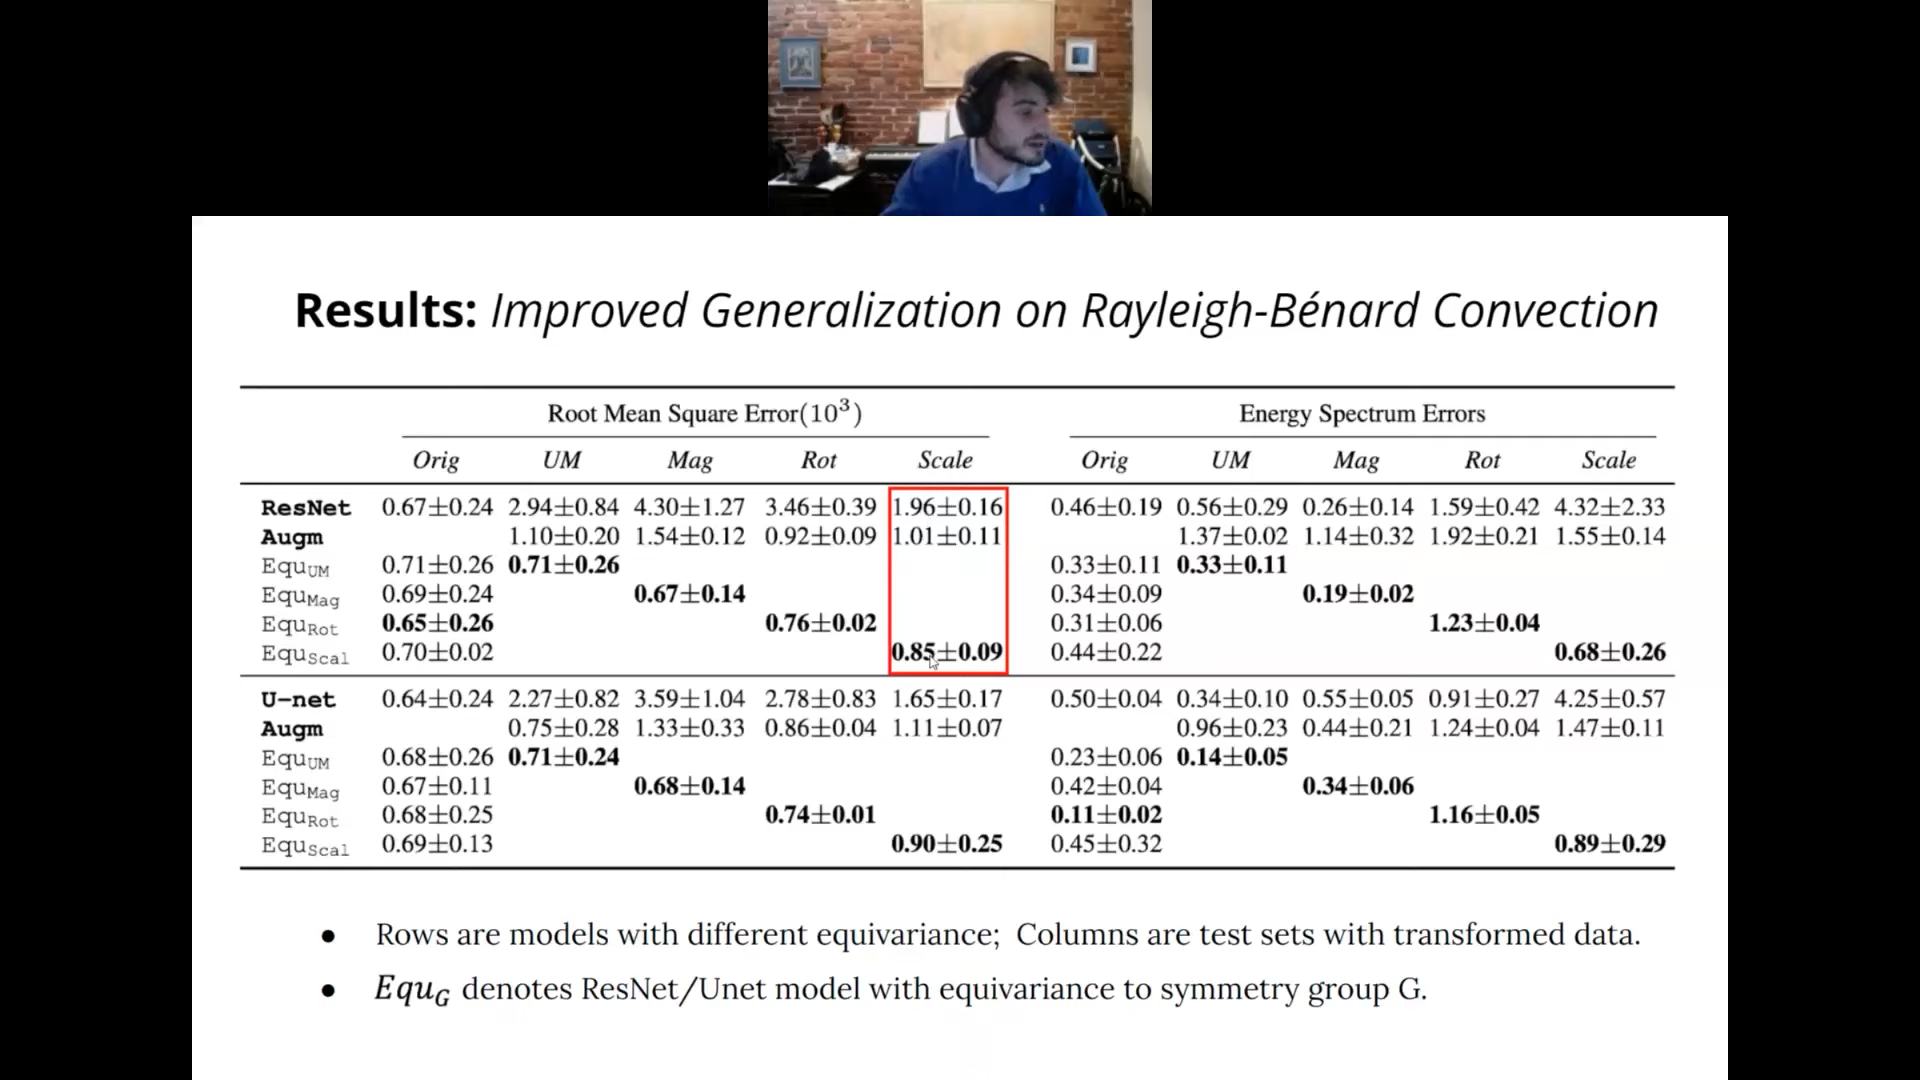 Results: Improved Generalization on Rayleigh-Bénard Convection
Root Mean Square Error(10³) Energy Spectrum Errors
Orig UM Mag Rot Scale Orig UM Mag Rot Scale
ResNet 0.67±0.24 2.94±0.84 4.30±1.27 3.46±0.39 1.96±0.16 0.46±0.19 0.56±0.29 0.26±0.14 1.59±0.42 4.32±2.33
Augm 1.10±0.20 1.54±0.12 0.92±0.09 1.01±0.11 1.37±0.02 1.14±0.32 1.92±0.21 1.55±0.14
Equ_UM 0.71±0.26 0.71±0.26 0.33±0.11 0.33±0.11
Equ_Mag 0.69±0.24 0.67±0.14 0.34±0.09 0.19±0.02
Equ_Rot 0.65±0.26 0.76±0.02 0.31±0.06 1.23±0.04
Equ_Scal 0.70±0.02 0.85±0.09 0.44±0.22 0.68±0.26
U-net 0.64±0.24 2.27±0.82 3.59±1.04 2.78±0.83 1.65±0.17 0.50±0.04 0.34±0.10 0.55±0.05 0.91±0.27 4.25±0.57
Augm 0.75±0.28 1.33±0.33 0.86±0.04 1.11±0.07 0.96±0.23 0.44±0.21 1.24±0.04 1.47±0.11
Equ_UM 0.68±0.26 0.71±0.24 0.23±0.06 0.14±0.05
Equ_Mag 0.67±0.11 0.68±0.14 0.42±0.04 0.34±0.06
Equ_Rot 0.68±0.25 0.74±0.01 0.11±0.02 1.16±0.05
Equ_Scal 0.69±0.13 0.90±0.25 0.45±0.32 0.89±0.29
● Rows are models with different equivariance; Columns are test sets with transformed data.
● Equ_G denotes ResNet/Unet model with equivariance to symmetry group G.